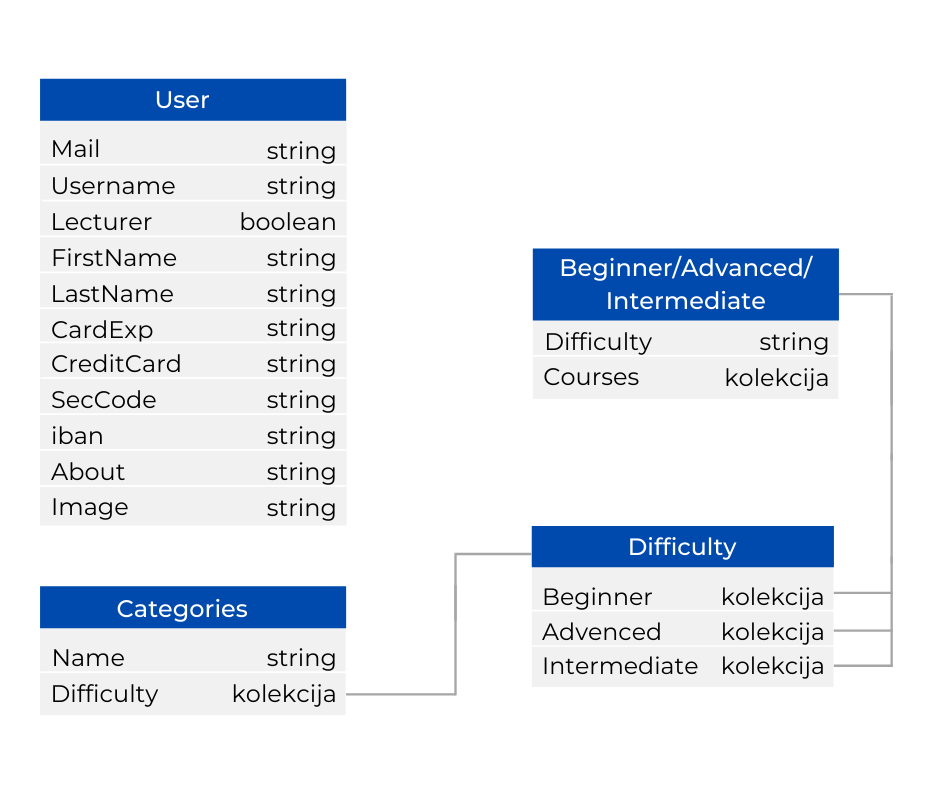 User
Mail string
Username string
Lecturer boolean
FirstName string
LastName string
CardExp string
CreditCard string
SecCode string
iban string
About string
Image string
Categories
Name string
Difficulty kolekcija
Beginner/Advanced/
Intermediate
Difficulty string
Courses kolekcija
Difficulty
Beginner kolekcija
Advenced kolekcija
Intermediate kolekcija